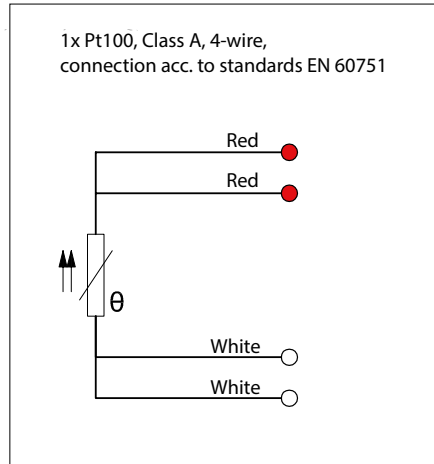 1x Pt100, Class A, 4-wire,
connection acc. to standards EN 60751
Red
Red
θ
White
White